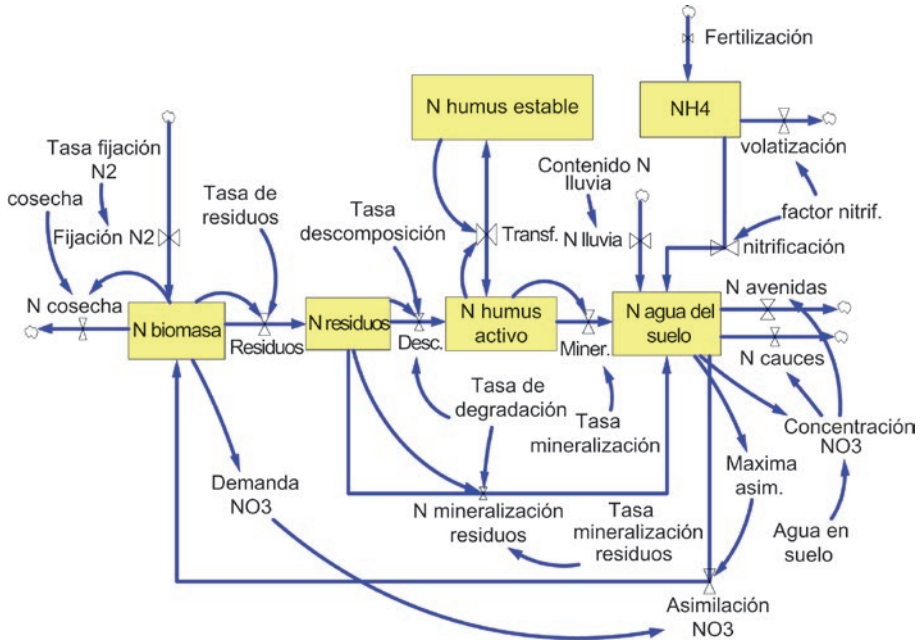 Fertilización
N humus estable
NH4
volatización
Tasa fijación
N2
Contenido N
lluvia
cosecha
Tasa de
residuos
Tasa
descomposición
factor nitrif.
Fijación N2
Transf.
N lluvia
nitrificación
N cosecha
N avenidas
N biomasa
Residuos
N residuos
Desc.
N humus
activo
Miner.
N agua del
suelo
N cauces
Tasa de
degradación
Tasa
mineralización
Concentración
NO3
Demanda
NO3
Maxima
asim.
N mineralización
residuos
Tasa
mineralización
residuos
Agua en
suelo
Asimilación
NO3